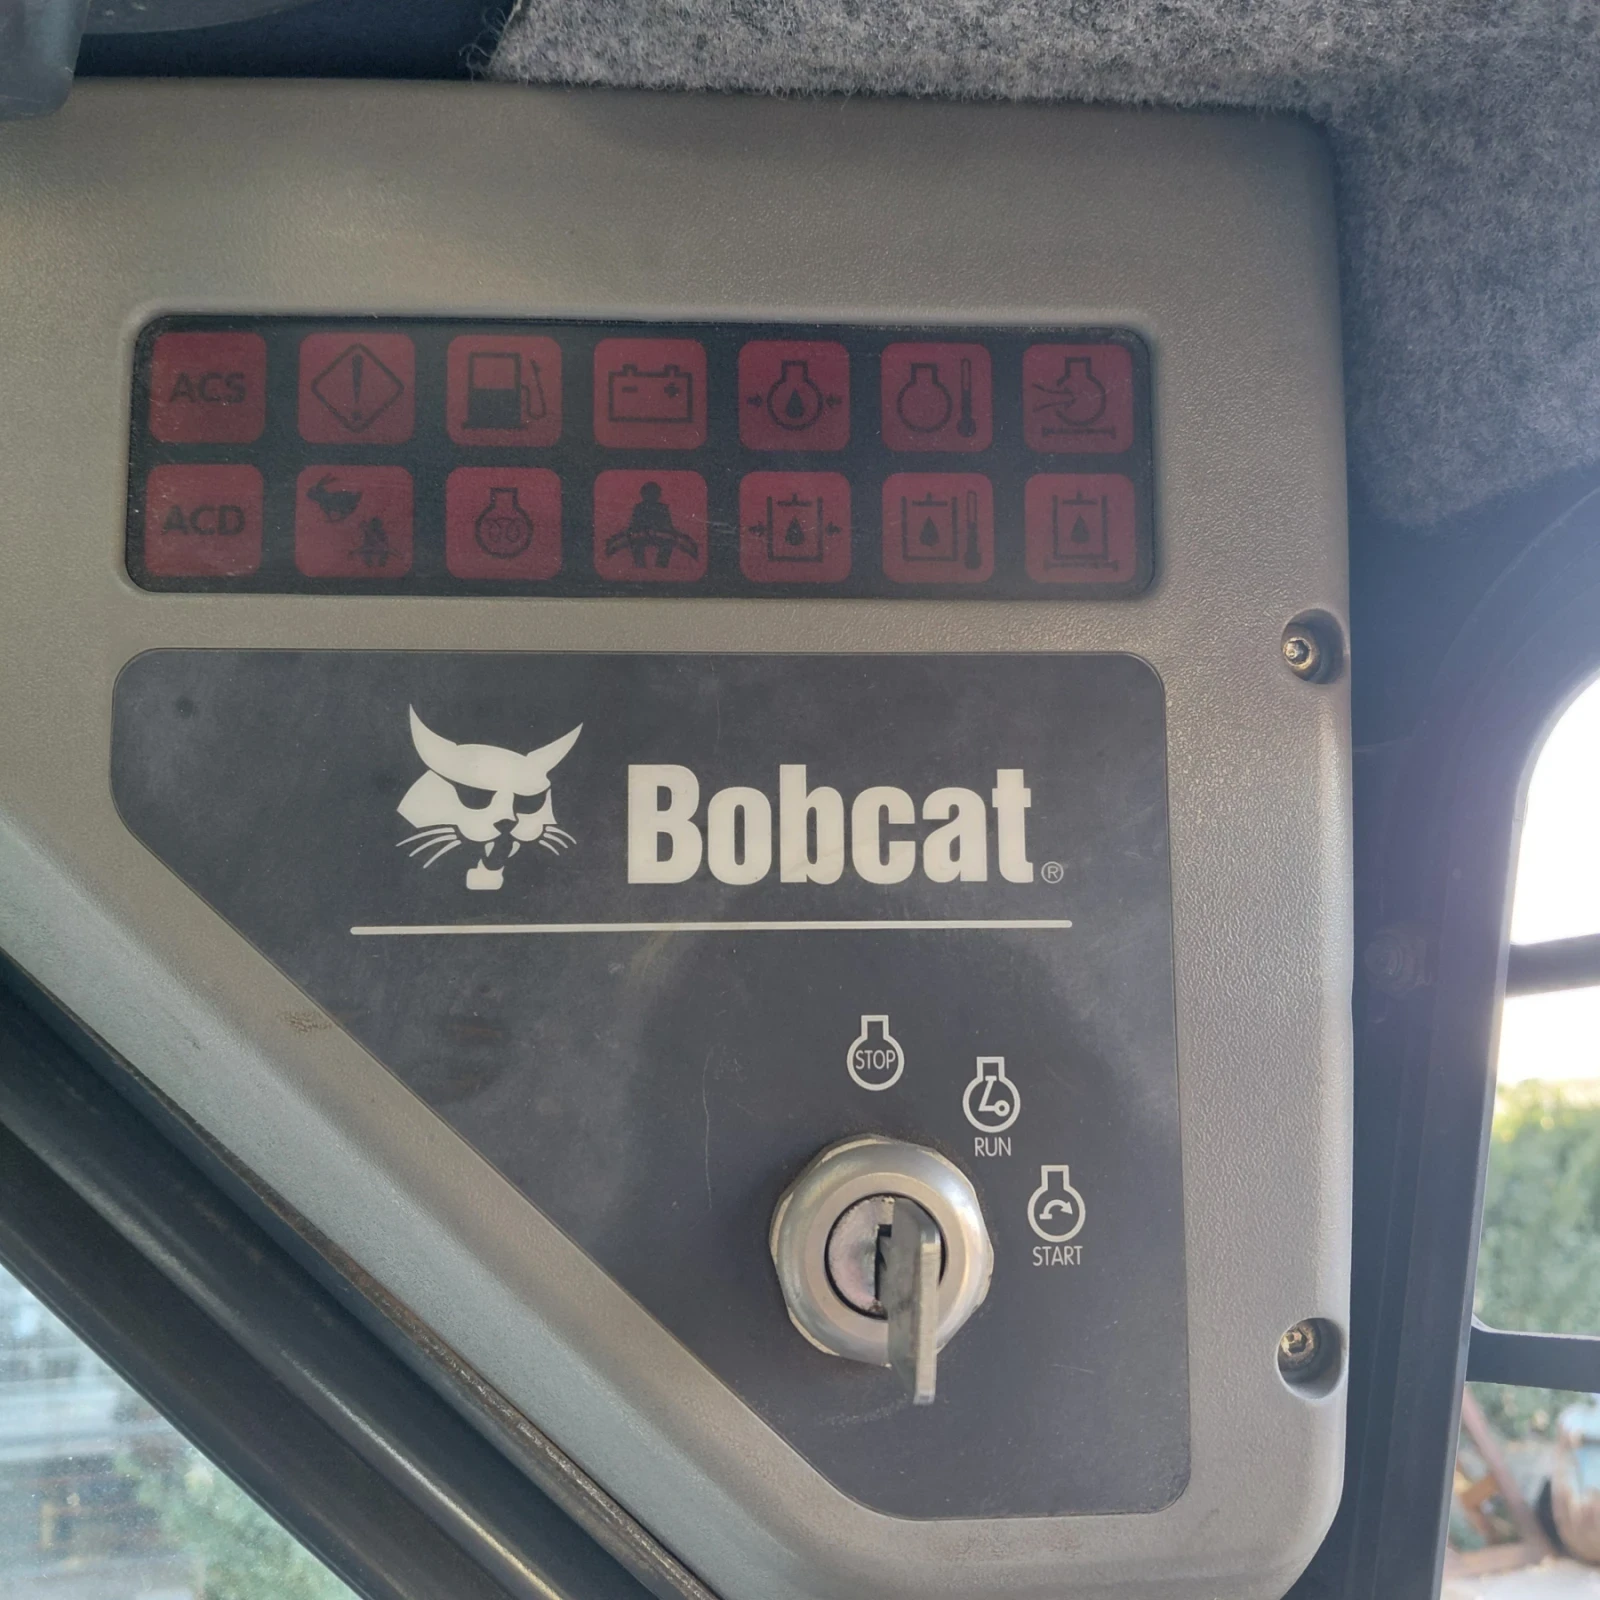 ACS
ACD
Bobcat®
STOP
RUN
START